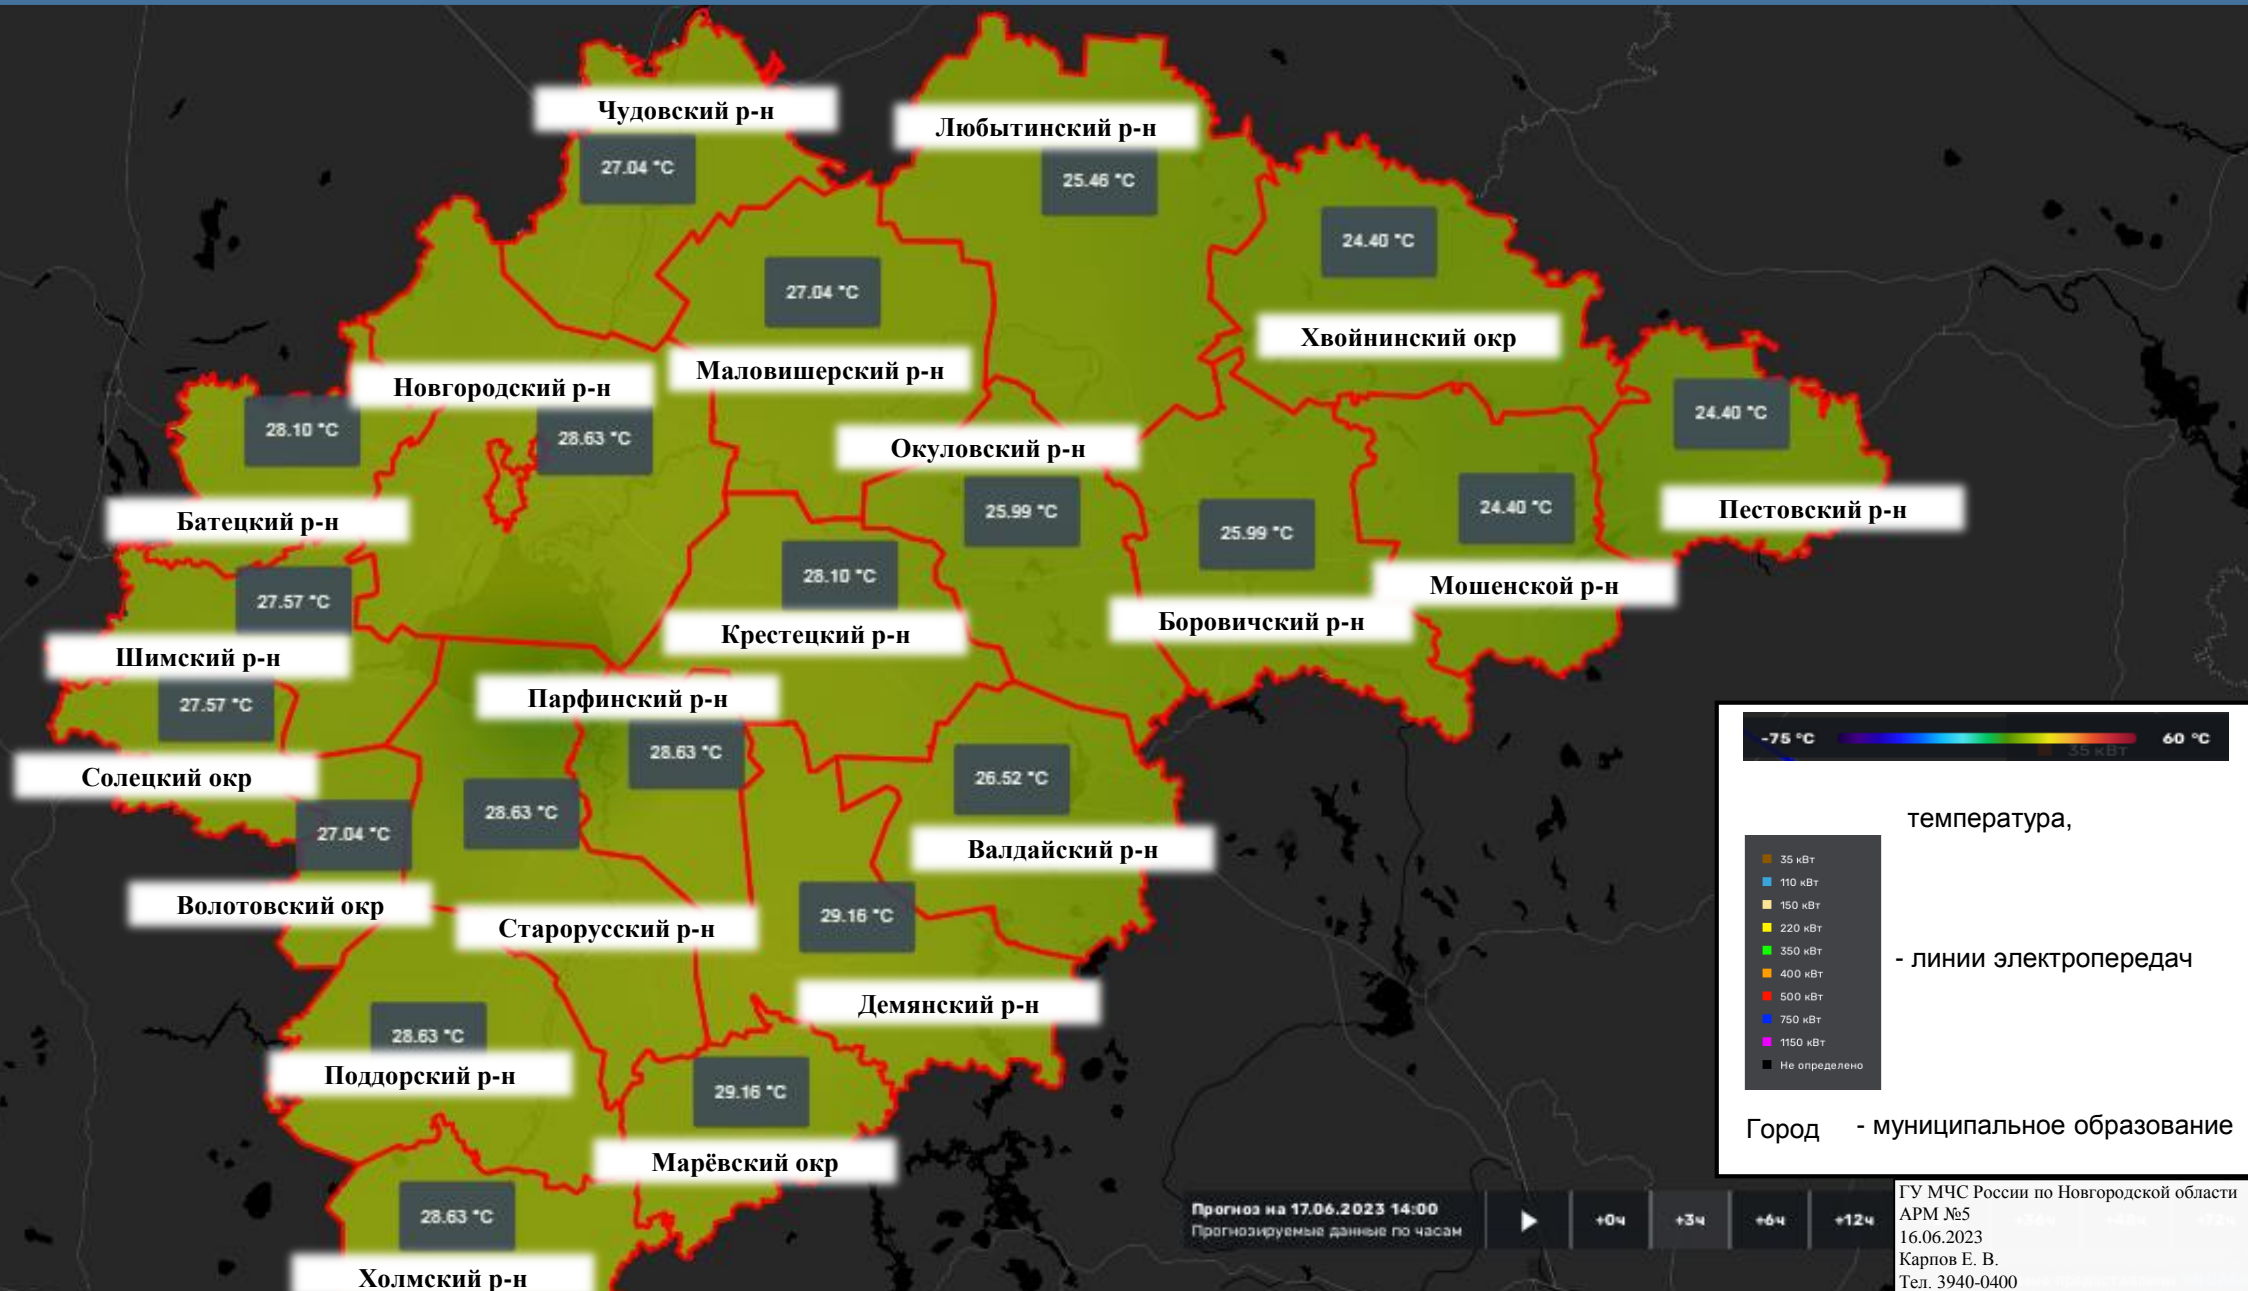 Чудовский р-н
27.04 °C
Любытинский р-н
25.46 °C
24.40 °C
Хвойнинский окр
27.04 °C
Маловишерский р-н
Новгородский р-н
28.63 °C
28.10 °C
Батецкий р-н
Окуловский р-н
25.99 °C
24.40 °C
Пестовский р-н
24.40 °C
Мошенской р-н
25.99 °C
Боровичский р-н
28.10 °C
Крестецкий р-н
27.57 °C
Шимский р-н
27.57 °C
Солецкий окр
Парфинский р-н
28.63 °C
28.63 °C
Старорусский р-н
27.04 °C
Волотовский окр
26.52 °C
Валдайский р-н
29.16 °C
Демянский р-н
28.63 °C
Поддорский р-н
29.16 °C
Марёвский окр
28.63 °C
Холмский р-н
-75 °C
60 °C
35 кВт
температура,
35 кВт
110 кВт
150 кВт
220 кВт
350 кВт
400 кВт
500 кВт
750 кВт
1150 кВт
Не определено
- линии электропередач
Город - муниципальное образование
Прогноз на 17.06.2023 14:00
Прогнозируемые данные по часам
+0ч +3ч +6ч +12ч
ГУ МЧС России по Новгородской области
АРМ №5
16.06.2023
Карпов Е. В.
Тел. 3940-0400